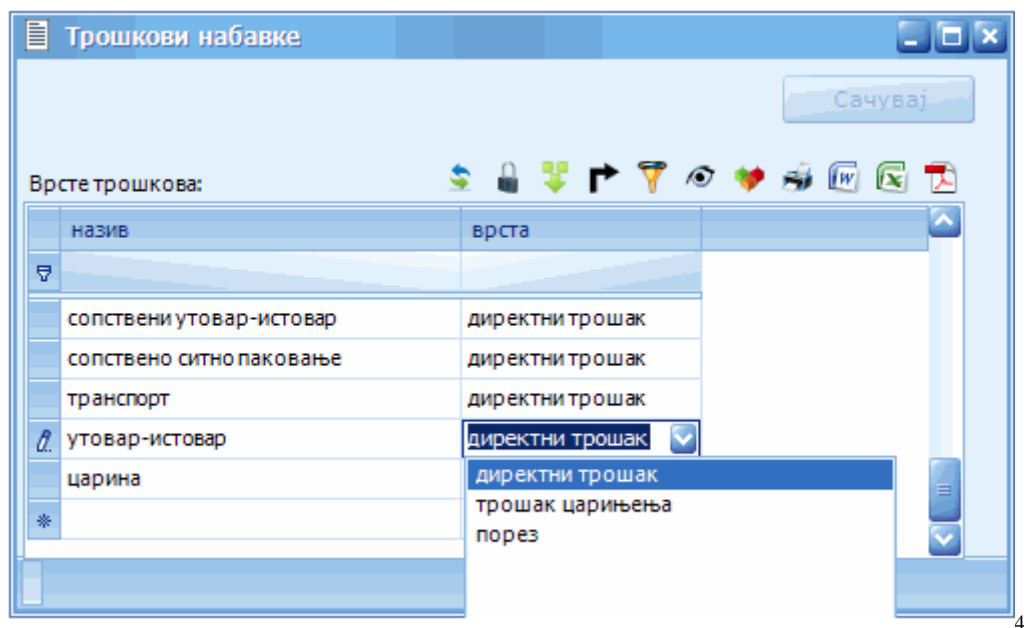 Трошкови набавке
Сачувај
Врсте трошкова:
назив врста
сопствени утовар-истовар директни трошак
сопствено ситно паковање директни трошак
транспорт директни трошак
утовар-истовар директни трошак
царина
директни трошак
трошак царињења
порез
4